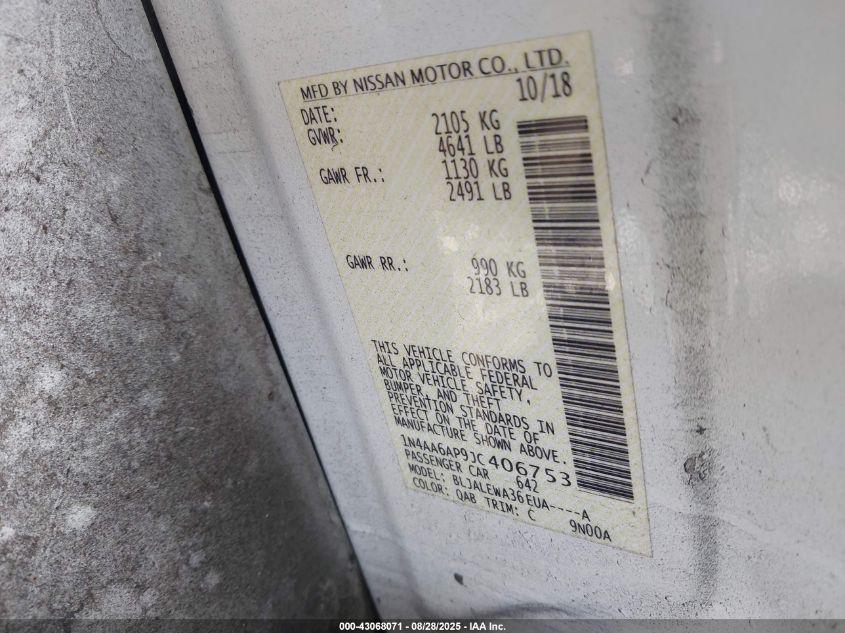 MFD BY NISSAN MOTOR CO., LTD.
DATE: 10/18
GVWR: 2105 KG
4641 LB
GAWR FR.: 1130 KG
2491 LB
GAWR RR.: 990 KG
2183 LB
THIS VEHICLE CONFORMS TO
ALL APPLICABLE FEDERAL
MOTOR VEHICLE SAFETY,
BUMPER, AND THEFT
PREVENTION STANDARDS IN
EFFECT ON THE DATE OF
MANUFACTURE SHOWN ABOVE.
1N4AA6AP9JC406753
PASSENGER CAR 642
MODEL: BLJALEWA36EUA----A
COLOR: QAB TRIM: C 9N00A
000-43068071 - 08/28/2025 - IAA Inc.